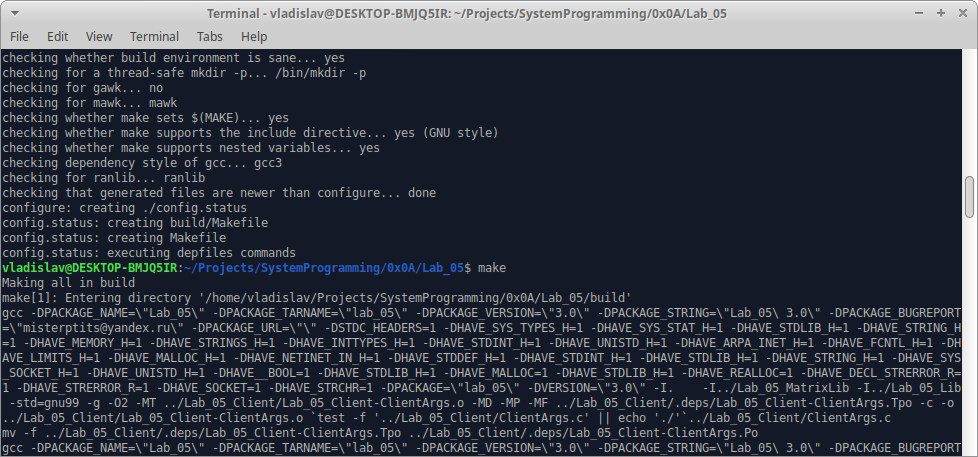 Terminal - vladislav@DESKTOP-BMJQ5IR: ~/Projects/SystemProgramming/0x0A/Lab_05
File Edit View Terminal Tabs Help
checking whether build environment is sane... yes
checking for a thread-safe mkdir -p... /bin/mkdir -p
checking for gawk... no
checking for mawk... mawk
checking whether make sets $(MAKE)... yes
checking whether make supports the include directive... yes (GNU style)
checking whether make supports nested variables... yes
checking dependency style of gcc... gcc3
checking for ranlib... ranlib
checking that generated files are newer than configure... done
configure: creating ./config.status
config.status: creating build/Makefile
config.status: creating Makefile
config.status: executing depfiles commands
vladislav@DESKTOP-BMJQ5IR:~/Projects/SystemProgramming/0x0A/Lab_05$ make
Making all in build
make[1]: Entering directory '/home/vladislav/Projects/SystemProgramming/0x0A/Lab_05/build'
gcc -DPACKAGE_NAME=\"Lab_05\" -DPACKAGE_TARNAME=\"lab_05\" -DPACKAGE_VERSION=\"3.0\" -DPACKAGE_STRING=\"Lab_05\ 3.0\" -DPACKAGE_BUGREPORT
=\"misterptits@yandex.ru\" -DPACKAGE_URL=\"\" -DSTDC_HEADERS=1 -DHAVE_SYS_TYPES_H=1 -DHAVE_SYS_STAT_H=1 -DHAVE_STDLIB_H=1 -DHAVE_STRING_H
=1 -DHAVE_MEMORY_H=1 -DHAVE_STRINGS_H=1 -DHAVE_INTTYPES_H=1 -DHAVE_STDINT_H=1 -DHAVE_UNISTD_H=1 -DHAVE_ARPA_INET_H=1 -DHAVE_FCNTL_H=1 -DH
AVE_LIMITS_H=1 -DHAVE_MALLOC_H=1 -DHAVE_NETINET_IN_H=1 -DHAVE_STDDEF_H=1 -DHAVE_STDINT_H=1 -DHAVE_STDLIB_H=1 -DHAVE_STRING_H=1 -DHAVE_SYS
_SOCKET_H=1 -DHAVE_UNISTD_H=1 -DHAVE__BOOL=1 -DHAVE_STDLIB_H=1 -DHAVE_MALLOC=1 -DHAVE_STDLIB_H=1 -DHAVE_REALLOC=1 -DHAVE_DECL_STRERROR_R=
1 -DHAVE_STRERROR_R=1 -DHAVE_SOCKET=1 -DHAVE_STRCHR=1 -DPACKAGE=\"lab_05\" -DVERSION=\"3.0\" -I. -I../Lab_05_MatrixLib -I../Lab_05_Lib
-std=gnu99 -g -O2 -MT ../Lab_05_Client/Lab_05_Client-ClientArgs.o -MD -MP -MF ../Lab_05_Client/.deps/Lab_05_Client-ClientArgs.Tpo -c -o
../Lab_05_Client/Lab_05_Client-ClientArgs.o `test -f '../Lab_05_Client/ClientArgs.c' || echo './'`../Lab_05_Client/ClientArgs.c
mv -f ../Lab_05_Client/.deps/Lab_05_Client-ClientArgs.Tpo ../Lab_05_Client/.deps/Lab_05_Client-ClientArgs.Po
gcc -DPACKAGE_NAME=\"Lab_05\" -DPACKAGE_TARNAME=\"lab_05\" -DPACKAGE_VERSION=\"3.0\" -DPACKAGE_STRING=\"Lab_05\ 3.0\" -DPACKAGE_BUGREPORT